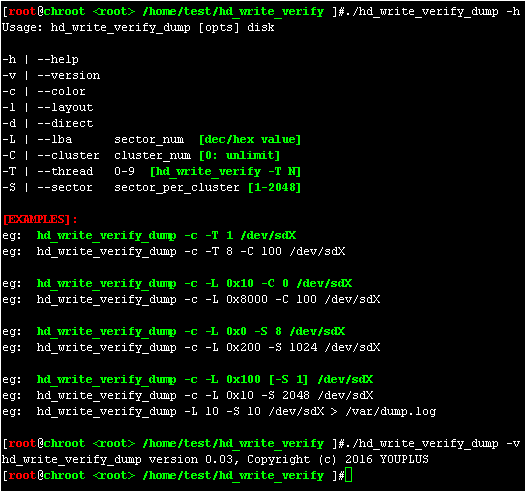 [root@chroot <root> /home/test/hd_write_verify ]#./hd_write_verify_dump -h
Usage: hd_write_verify_dump [opts] disk
-h | --help
-v | --version
-c | --color
-l | --layout
-d | --direct
-L | --lba sector_num [dec/hex value]
-C | --cluster cluster_num [0: unlimit]
-T | --thread 0-9 [hd_write_verify -T N]
-S | --sector sector_per_cluster [1-2048]
[EXAMPLES]:
eg: hd_write_verify_dump -c -T 1 /dev/sdX
eg: hd_write_verify_dump -c -T 8 -C 100 /dev/sdX
eg: hd_write_verify_dump -c -L 0x10 -C 0 /dev/sdX
eg: hd_write_verify_dump -c -L 0x8000 -C 100 /dev/sdX
eg: hd_write_verify_dump -c -L 0x0 -S 8 /dev/sdX
eg: hd_write_verify_dump -c -L 0x200 -S 1024 /dev/sdX
eg: hd_write_verify_dump -c -L 0x100 [-S 1] /dev/sdX
eg: hd_write_verify_dump -c -L 0x10 -S 2048 /dev/sdX
eg: hd_write_verify_dump -L 10 -S 10 /dev/sdX > /var/dump.log
[root@chroot <root> /home/test/hd_write_verify ]#./hd_write_verify_dump -v
hd_write_verify_dump version 0.03, Copyright (c) 2016 YOUPLUS
[root@chroot <root> /home/test/hd_write_verify ]#